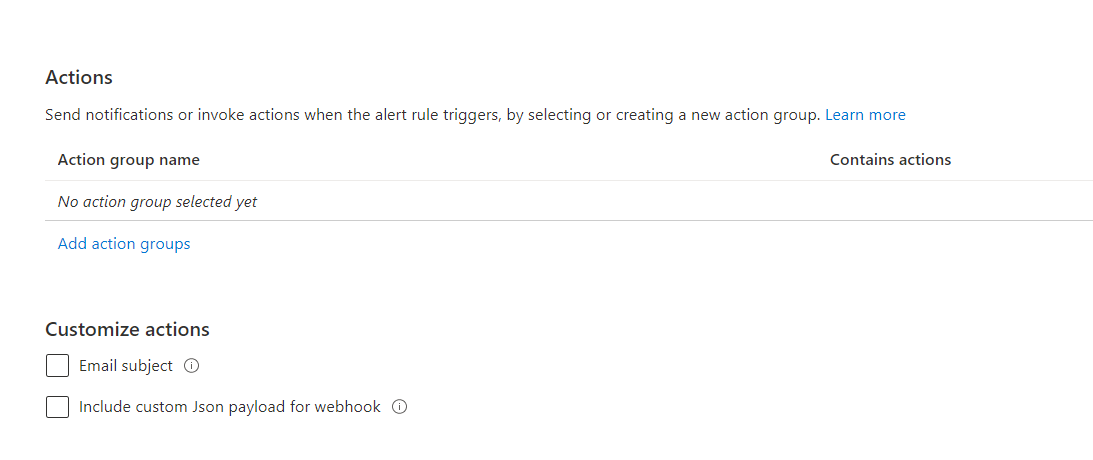 Actions
Send notifications or invoke actions when the alert rule triggers, by selecting or creating a new action group. Learn more
Action group name Contains actions
No action group selected yet
Add action groups
Customize actions
Email subject
Include custom Json payload for webhook